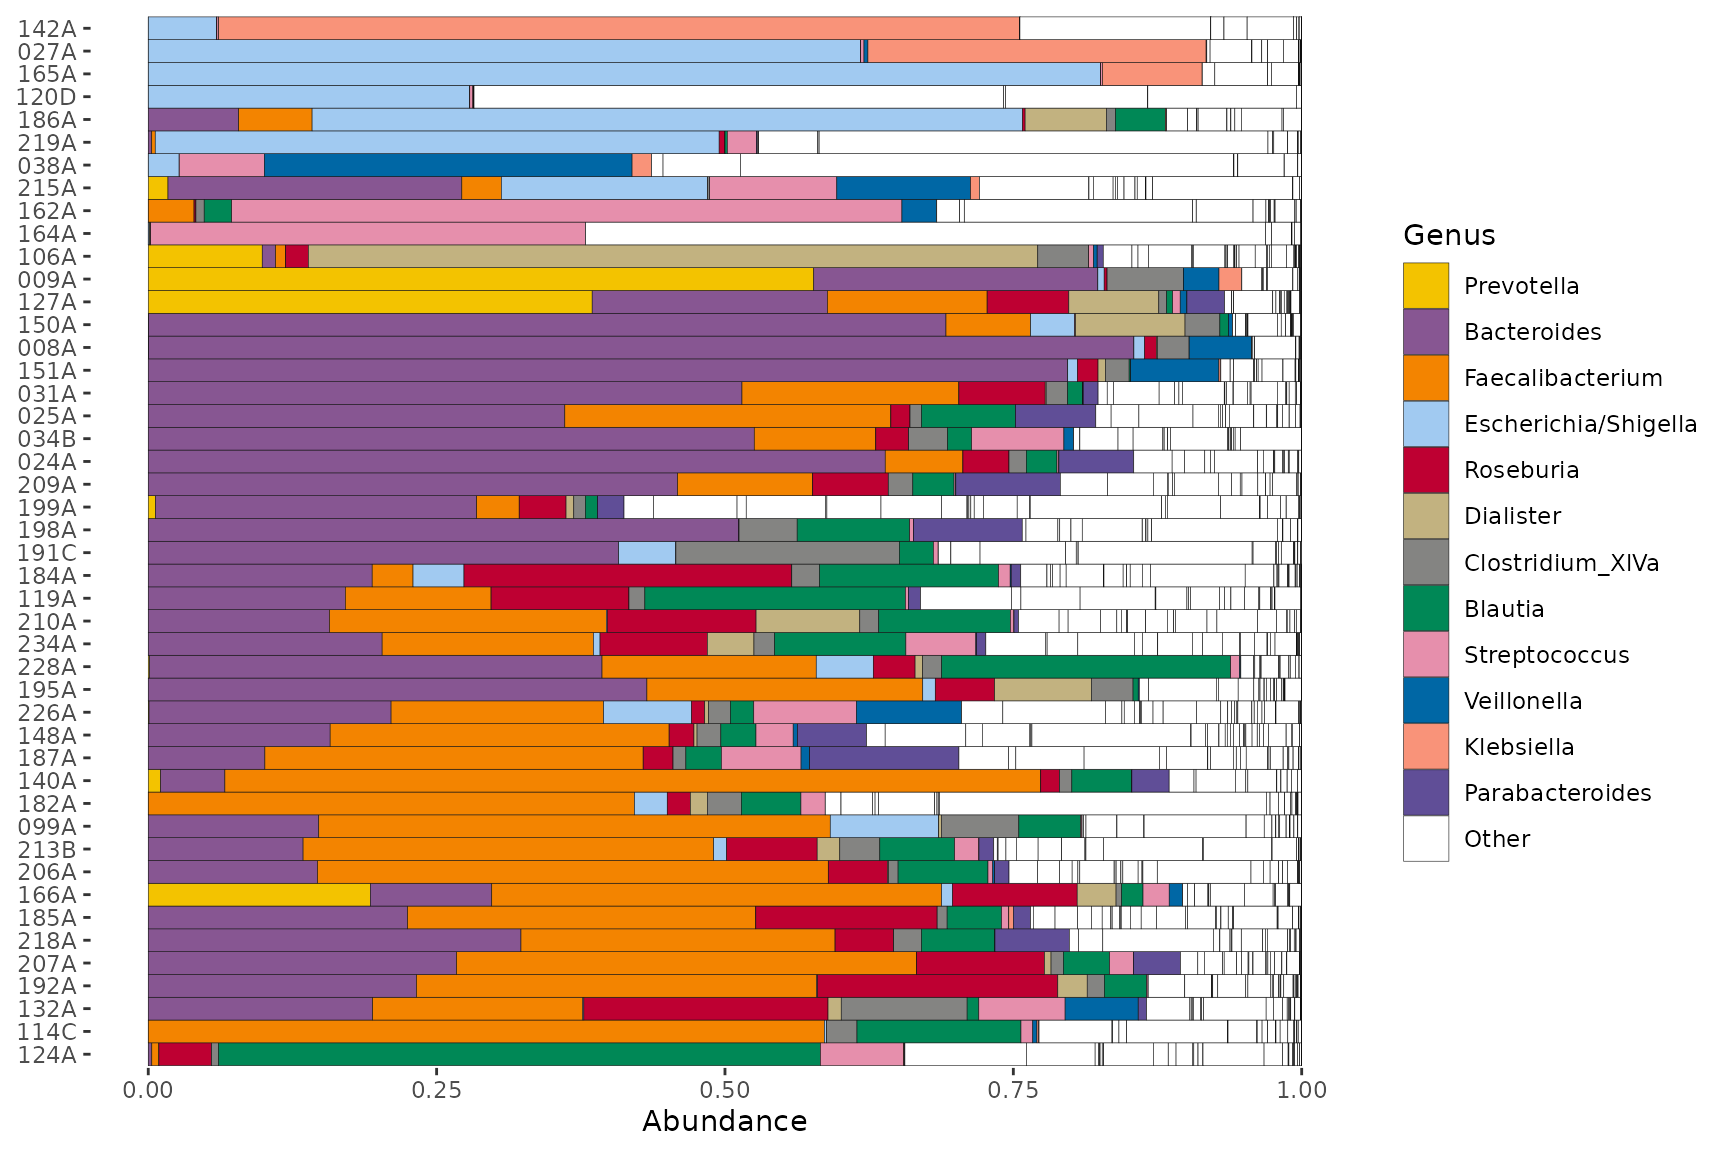 142A
027A
165A
120D
186A
219A
038A
215A
162A
164A
106A
009A
127A
150A
008A
151A
031A
025A
034B
024A
209A
199A
198A
191C
184A
119A
210A
234A
228A
195A
226A
148A
187A
140A
182A
099A
213B
206A
166A
185A
218A
207A
192A
132A
114C
124A
0.00 0.25 0.50 0.75 1.00
Abundance
Genus
Prevotella
Bacteroides
Faecalibacterium
Escherichia/Shigella
Roseburia
Dialister
Clostridium_XlVa
Blautia
Streptococcus
Veillonella
Klebsiella
Parabacteroides
Other